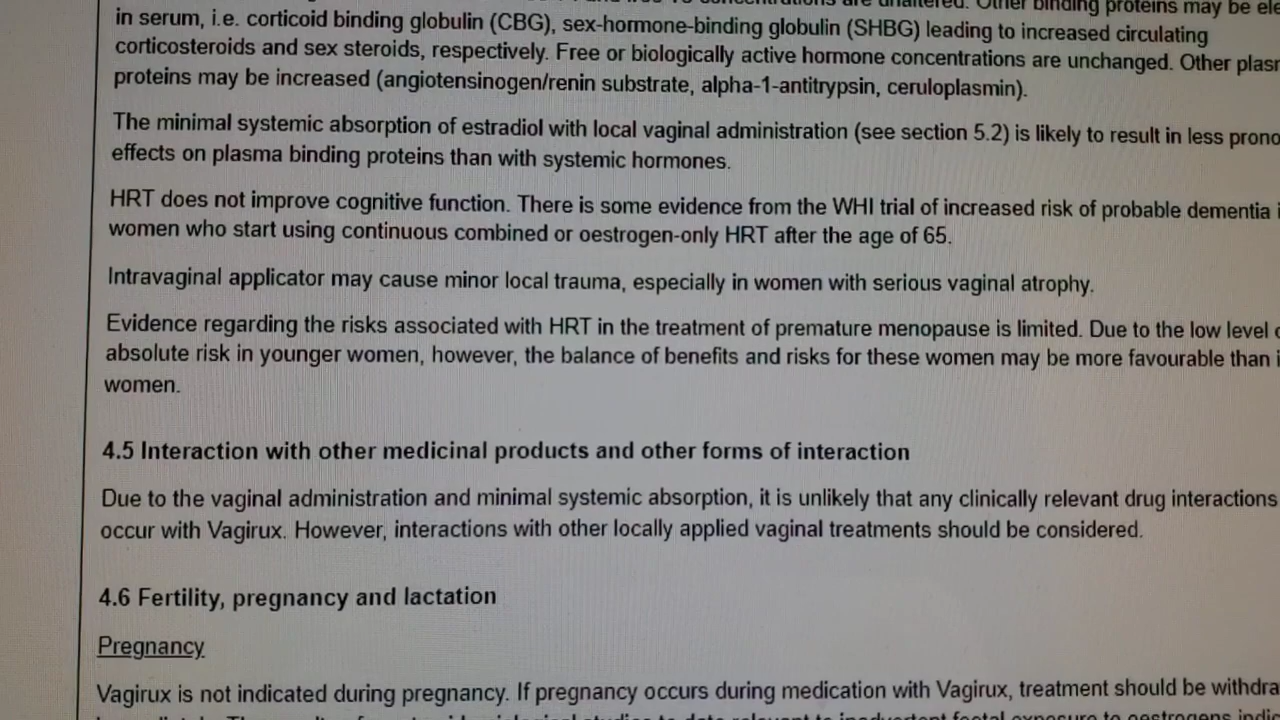 concentrations are unaltered. Other binding proteins may be
in serum, i.e. corticoid binding globulin (CBG), sex-hormone-binding globulin (SHBG) leading to increased circulating
corticosteroids and sex steroids, respectively. Free or biologically active hormone concentrations are unchanged. Other
proteins may be increased (angiotensinogen/renin substrate, alpha-1-antitrypsin, ceruloplasmin).
The minimal systemic absorption of estradiol with local vaginal administration (see section 5.2) is likely to result in less
effects on plasma binding proteins than with systemic hormones.
HRT does not improve cognitive function. There is some evidence from the WHI trial of increased risk of probable dementia
women who start using continuous combined or oestrogen-only HRT after the age of 65.
Intravaginal applicator may cause minor local trauma, especially in women with serious vaginal atrophy.
Evidence regarding the risks associated with HRT in the treatment of premature menopause is limited. Due to the low level
absolute risk in younger women, however, the balance of benefits and risks for these women may be more favourable than
women.
4.5 Interaction with other medicinal products and other forms of interaction
Due to the vaginal administration and minimal systemic absorption, it is unlikely that any clinically relevant drug interactions
occur with Vagirux. However, interactions with other locally applied vaginal treatments should be considered.
4.6 Fertility, pregnancy and lactation
Pregnancy
Vagirux is not indicated during pregnancy. If pregnancy occurs during medication with Vagirux, treatment should be